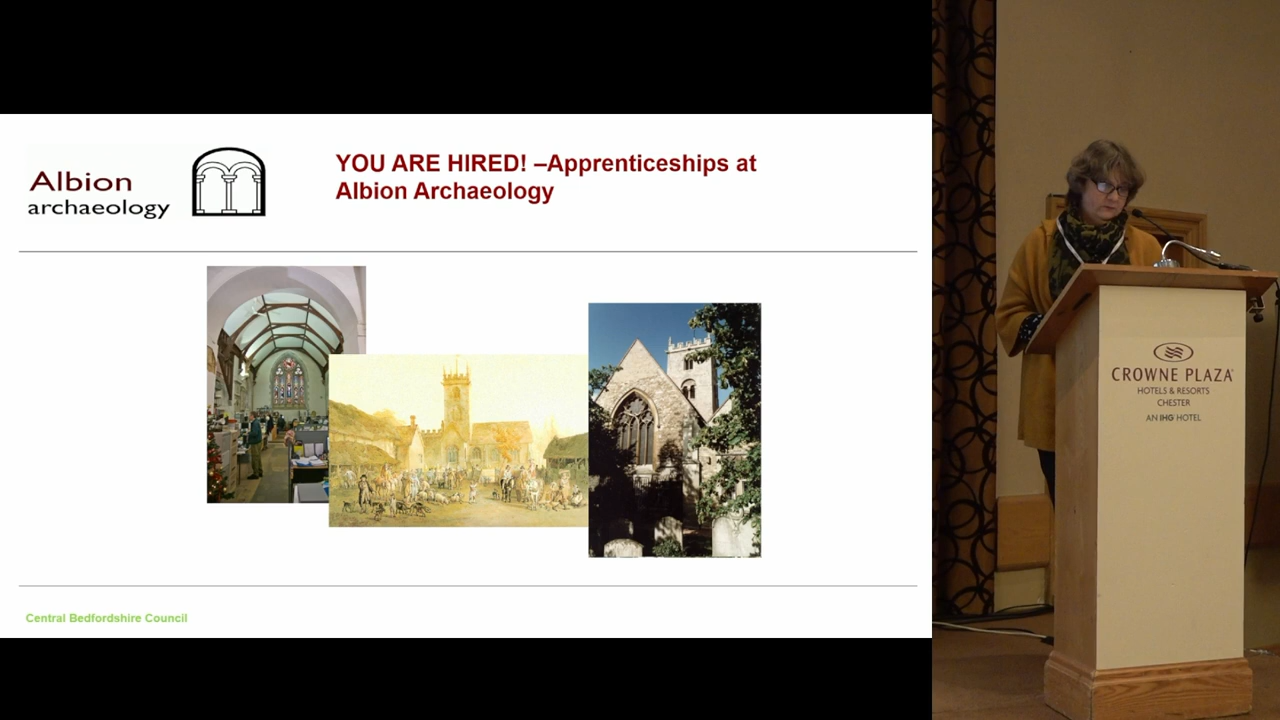 Albion
archaeology
YOU ARE HIRED! –Apprenticeships at
Albion Archaeology
Central Bedfordshire Council
CROWNE PLAZA
HOTELS & RESORTS
CHESTER
AN IHG HOTEL